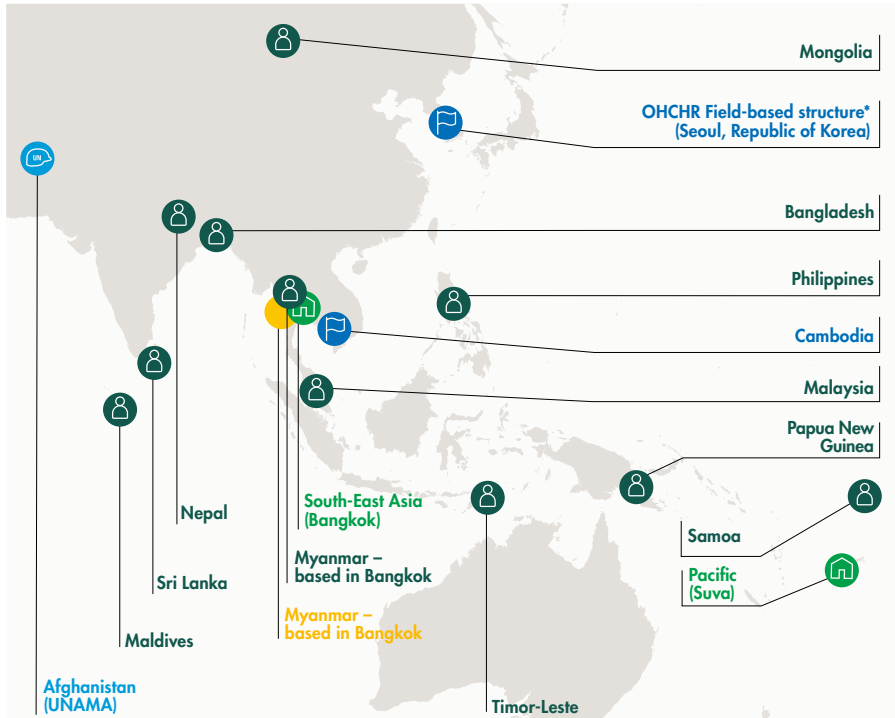 Mongolia
OHCHR Field-based structure*
(Seoul, Republic of Korea)
UN
Bangladesh
Philippines
Cambodia
Malaysia
Papua New
Guinea
South-East Asia
(Bangkok)
Nepal
Samoa
Myanmar –
based in Bangkok
Pacific
(Suva)
Sri Lanka
Myanmar –
based in Bangkok
Maldives
Afghanistan
(UNAMA)
Timor-Leste